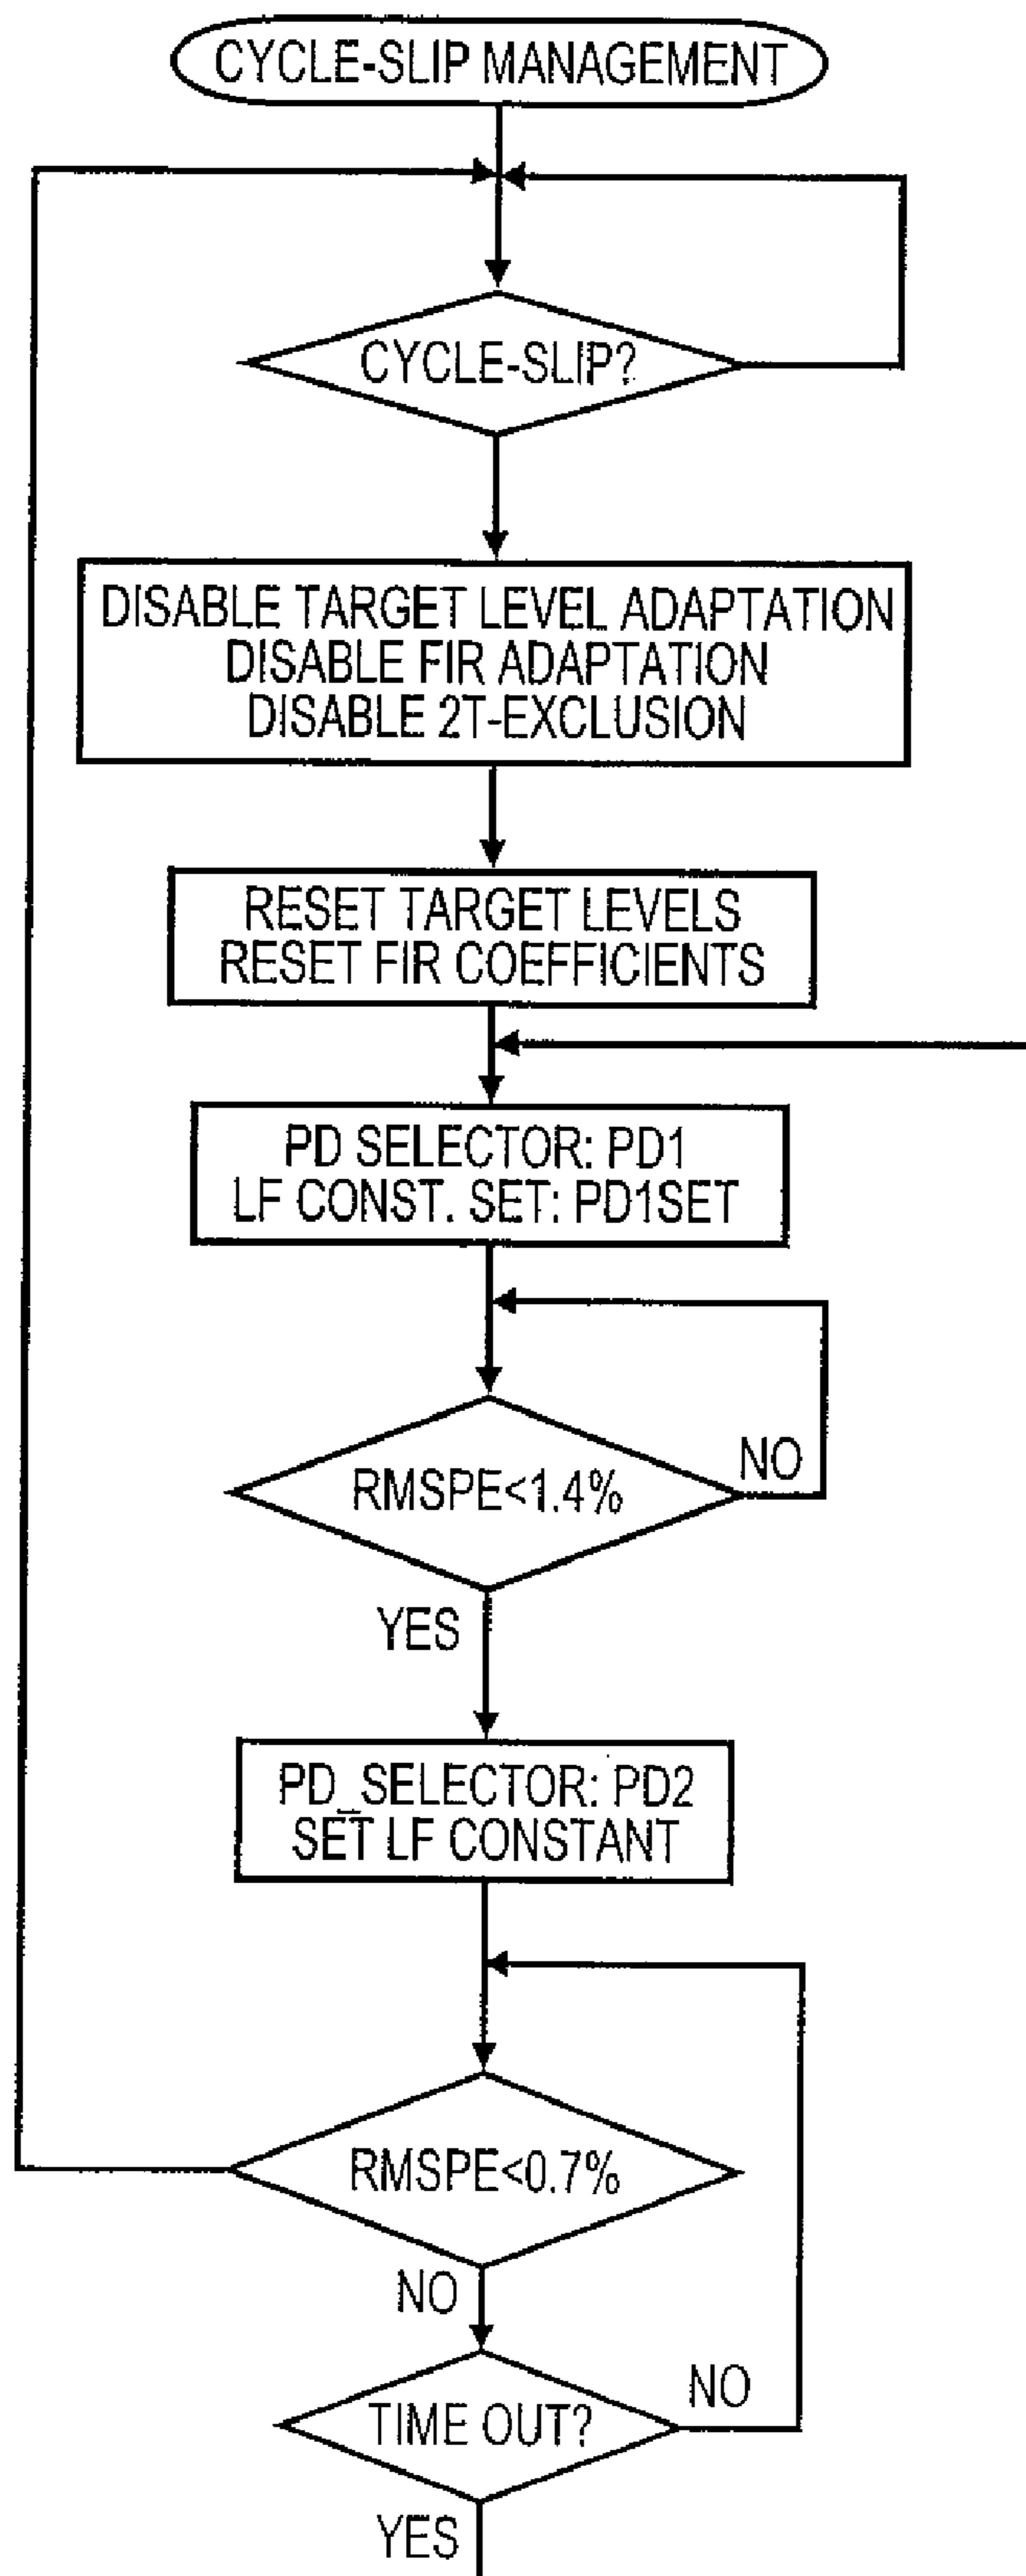 CYCLE-SLIP MANAGEMENT
CYCLE-SLIP?
DISABLE TARGET LEVEL ADAPTATION
DISABLE FIR ADAPTATION
DISABLE 2T-EXCLUSION
RESET TARGET LEVELS
RESET FIR COEFFICIENTS
PD SELECTOR: PD1
LF CONST. SET: PD1SET
RMSPE<1.4%
NO
YES
PD_SELECTOR: PD2
SET LF CONSTANT
RMSPE<0.7%
NO
TIME OUT?
NO
YES